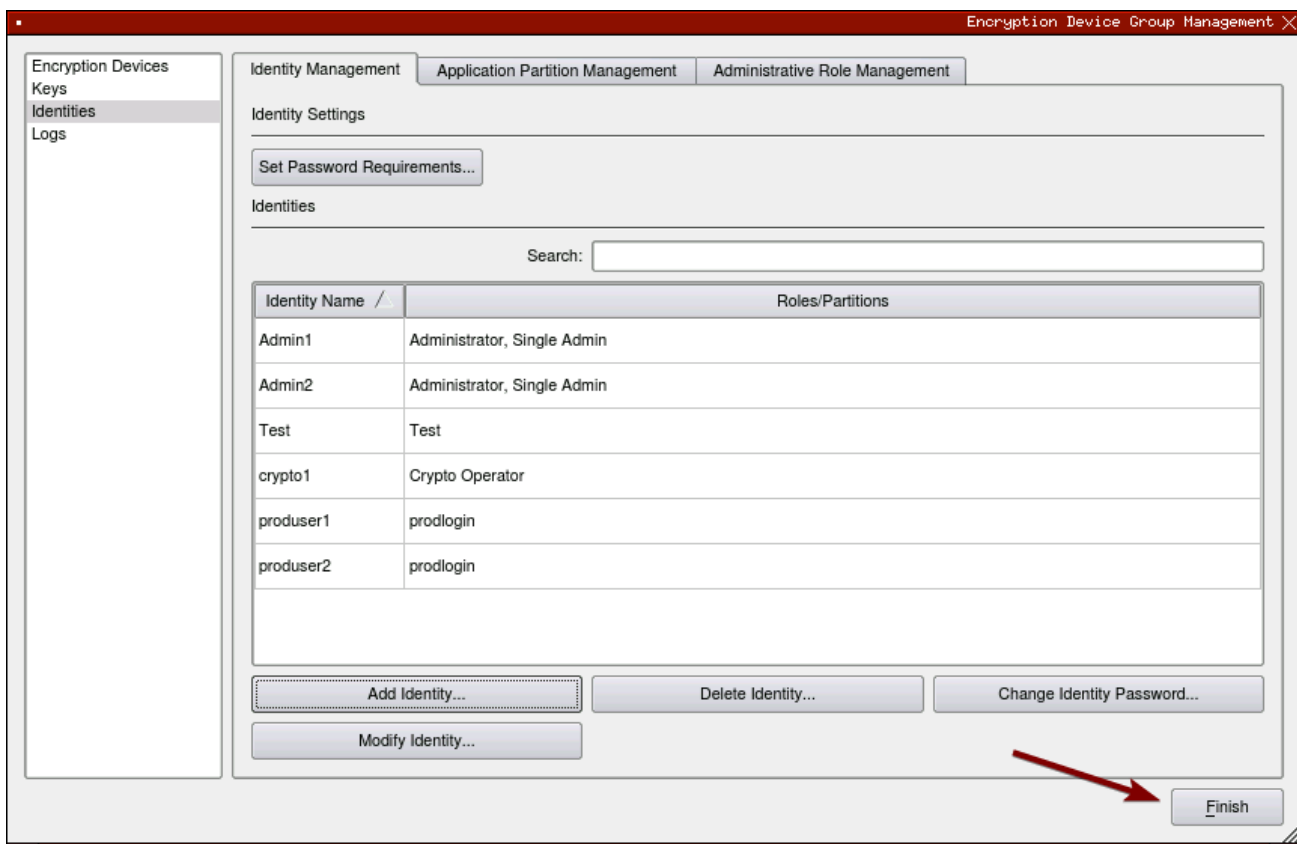 Encryption Device Group Management
Encryption Devices
Keys
Identities
Logs
Identity Management
Application Partition Management
Administrative Role Management
Identity Settings
Set Password Requirements...
Identities
Search:
Identity Name Roles/Partitions
Admin1 Administrator, Single Admin
Admin2 Administrator, Single Admin
Test Test
crypto1 Crypto Operator
produser1 prodlogin
produser2 prodlogin
Add Identity... Delete Identity... Change Identity Password...
Modify Identity...
Finish